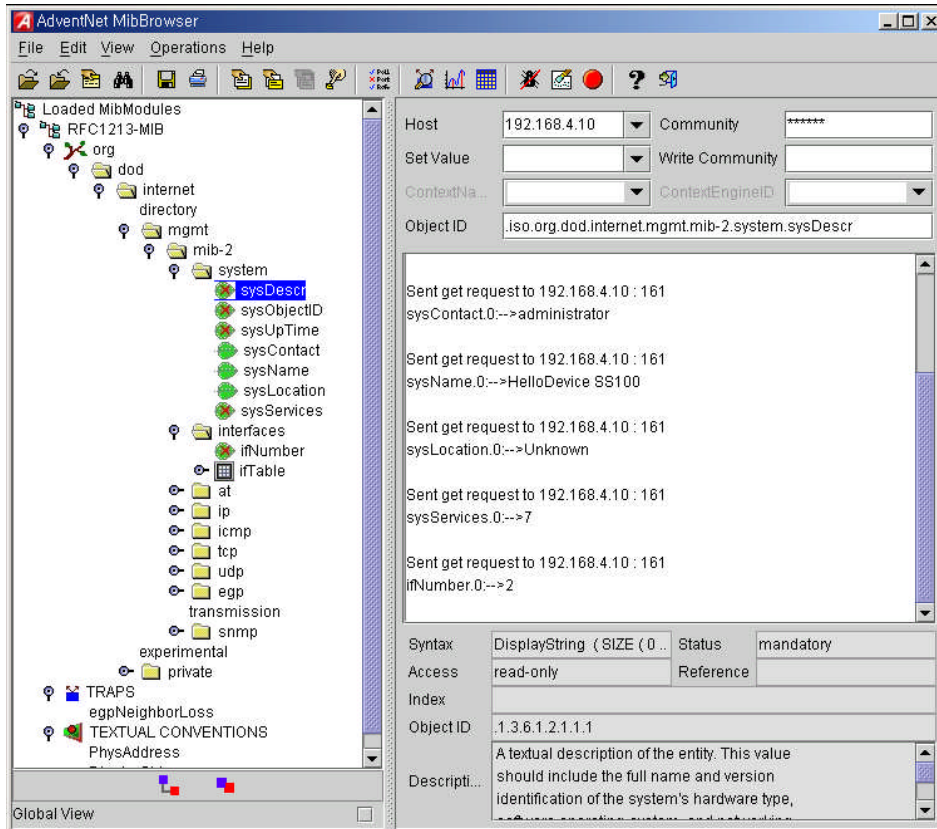 AdventNet MibBrowser
File Edit View Operations Help
Loaded MibModules
RFC1213-MIB
org
dod
internet
directory
mgmt
mib-2
system
sysDescr
sysObjectID
sysUpTime
sysContact
sysName
sysLocation
sysServices
interfaces
ifNumber
ifTable
at
ip
icmp
tcp
udp
egp
transmission
snmp
experimental
private
TRAPS
egpNeighborLoss
TEXTUAL CONVENTIONS
PhysAddress
Global View
Host 192.168.4.10 Community ******
Set Value Write Community
ContextNa... ContextEngineID
Object ID .iso.org.dod.internet.mgmt.mib-2.system.sysDescr
Sent get request to 192.168.4.10 : 161
sysContact.0:-->administrator
Sent get request to 192.168.4.10 : 161
sysName.0:-->HelloDevice SS100
Sent get request to 192.168.4.10 : 161
sysLocation.0:-->Unknown
Sent get request to 192.168.4.10 : 161
sysServices.0:-->7
Sent get request to 192.168.4.10 : 161
ifNumber.0:-->2
Syntax DisplayString ( SIZE ( 0 .. Status mandatory
Access read-only Reference
Index
Object ID .1.3.6.1.2.1.1.1
Descripti... A textual description of the entity. This value
should include the full name and version
identification of the system's hardware type,